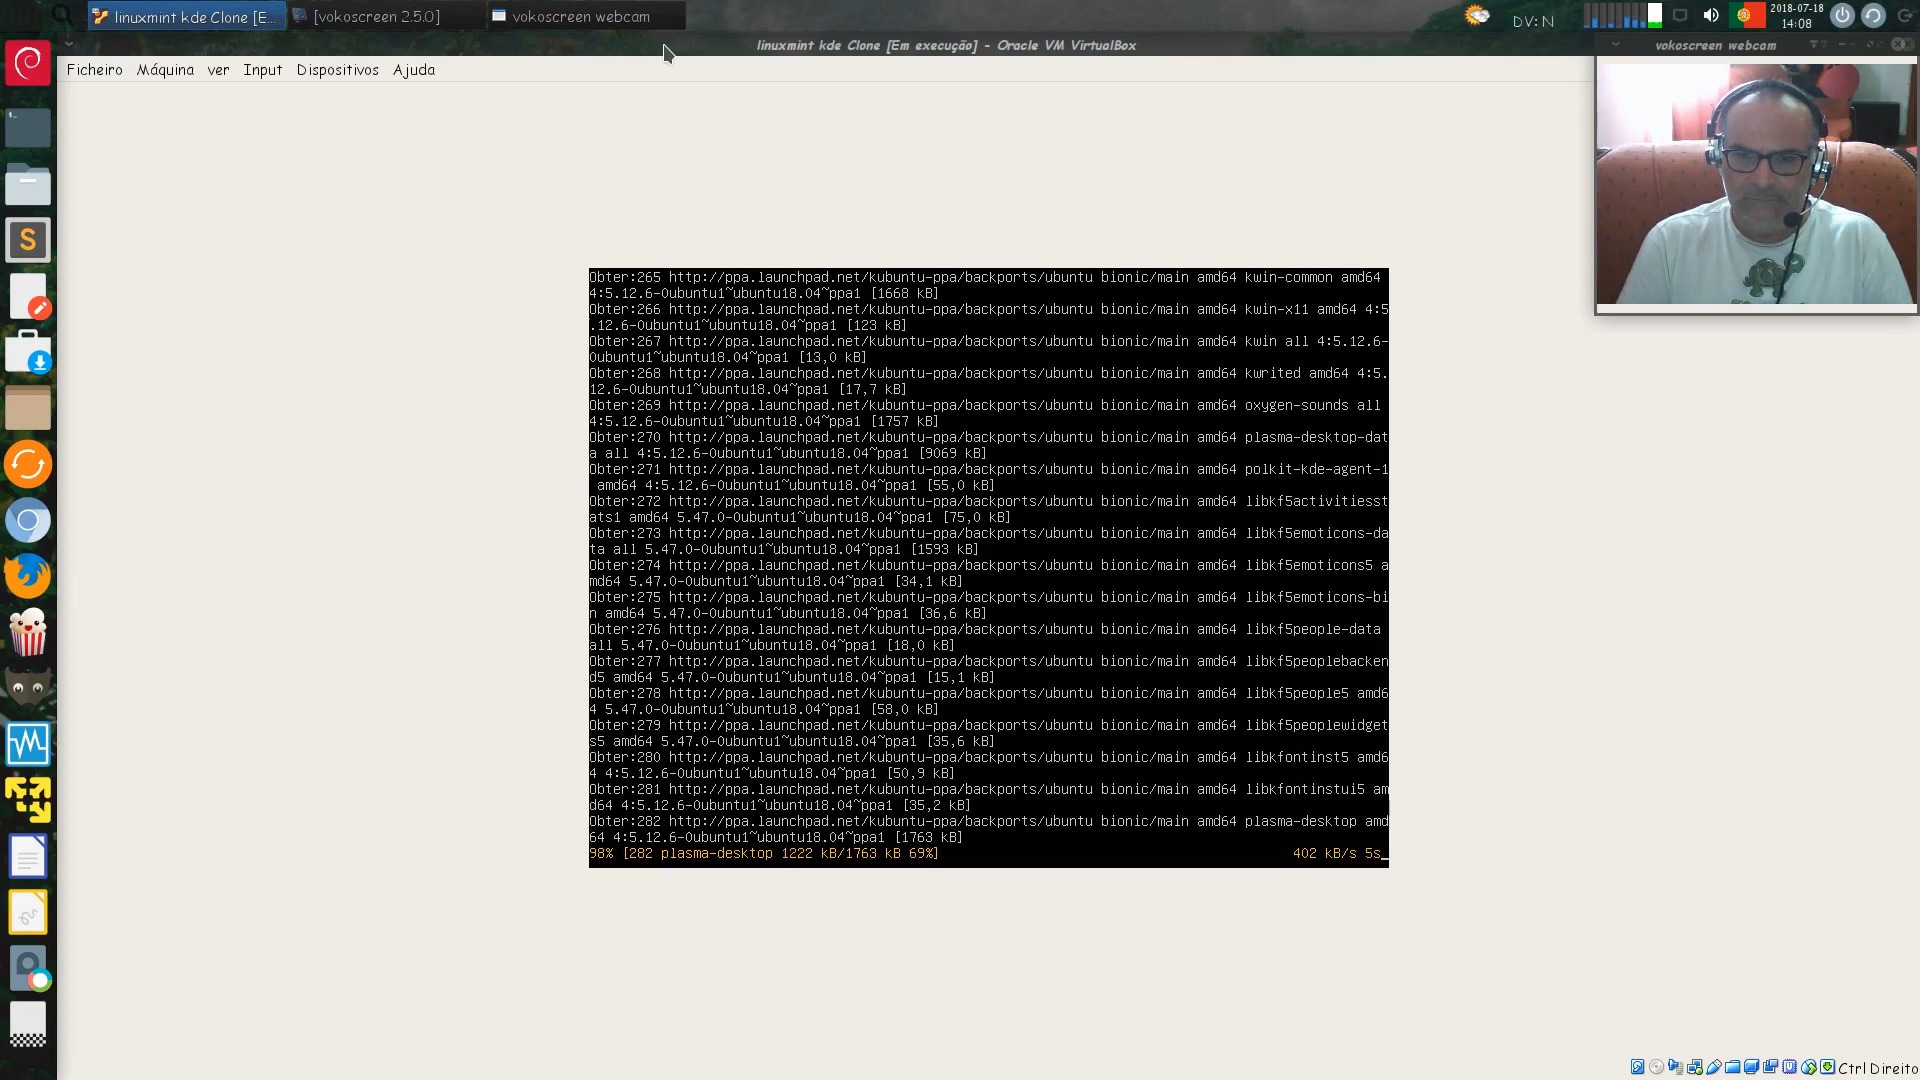 linuxmint kde Clone [E...
[vokoscreen 2.5.0]
vokoscreen webcam
DV: N
2018-07-18
14:08
linuxmint kde Clone [Em execução] - Oracle VM VirtualBox
vokoscreen webcam
Ficheiro Máquina ver Input Dispositivos Ajuda
S
Obter:265 http://ppa.launchpad.net/kubuntu-ppa/backports/ubuntu bionic/main amd64 kwin-common amd64
4:5.12.6-0ubuntu1~ubuntu18.04~ppa1 [1668 kB]
Obter:266 http://ppa.launchpad.net/kubuntu-ppa/backports/ubuntu bionic/main amd64 kwin-x11 amd64 4:5
.12.6-0ubuntu1~ubuntu18.04~ppa1 [123 kB]
Obter:267 http://ppa.launchpad.net/kubuntu-ppa/backports/ubuntu bionic/main amd64 kwin all 4:5.12.6-
0ubuntu1~ubuntu18.04~ppa1 [13,0 kB]
Obter:268 http://ppa.launchpad.net/kubuntu-ppa/backports/ubuntu bionic/main amd64 kwrited amd64 4:5.
12.6-0ubuntu1~ubuntu18.04~ppa1 [17,7 kB]
Obter:269 http://ppa.launchpad.net/kubuntu-ppa/backports/ubuntu bionic/main amd64 oxygen-sounds all
4:5.12.6-0ubuntu1~ubuntu18.04~ppa1 [1757 kB]
Obter:270 http://ppa.launchpad.net/kubuntu-ppa/backports/ubuntu bionic/main amd64 plasma-desktop-dat
a all 4:5.12.6-0ubuntu1~ubuntu18.04~ppa1 [9069 kB]
Obter:271 http://ppa.launchpad.net/kubuntu-ppa/backports/ubuntu bionic/main amd64 polkit-kde-agent-1
amd64 4:5.12.6-0ubuntu1~ubuntu18.04~ppa1 [55,0 kB]
Obter:272 http://ppa.launchpad.net/kubuntu-ppa/backports/ubuntu bionic/main amd64 libkf5activitiesst
ats1 amd64 5.47.0-0ubuntu1~ubuntu18.04~ppa1 [75,0 kB]
Obter:273 http://ppa.launchpad.net/kubuntu-ppa/backports/ubuntu bionic/main amd64 libkf5emoticons-da
ta all 5.47.0-0ubuntu1~ubuntu18.04~ppa1 [1593 kB]
Obter:274 http://ppa.launchpad.net/kubuntu-ppa/backports/ubuntu bionic/main amd64 libkf5emoticons5 a
md64 5.47.0-0ubuntu1~ubuntu18.04~ppa1 [34,1 kB]
Obter:275 http://ppa.launchpad.net/kubuntu-ppa/backports/ubuntu bionic/main amd64 libkf5emoticons-bi
n amd64 5.47.0-0ubuntu1~ubuntu18.04~ppa1 [36,6 kB]
Obter:276 http://ppa.launchpad.net/kubuntu-ppa/backports/ubuntu bionic/main amd64 libkf5people-data
all 5.47.0-0ubuntu1~ubuntu18.04~ppa1 [18,0 kB]
Obter:277 http://ppa.launchpad.net/kubuntu-ppa/backports/ubuntu bionic/main amd64 libkf5peoplebacken
d5 amd64 5.47.0-0ubuntu1~ubuntu18.04~ppa1 [15,1 kB]
Obter:278 http://ppa.launchpad.net/kubuntu-ppa/backports/ubuntu bionic/main amd64 libkf5people5 amd6
4 5.47.0-0ubuntu1~ubuntu18.04~ppa1 [58,0 kB]
Obter:279 http://ppa.launchpad.net/kubuntu-ppa/backports/ubuntu bionic/main amd64 libkf5peoplewidget
s5 amd64 5.47.0-0ubuntu1~ubuntu18.04~ppa1 [35,6 kB]
Obter:280 http://ppa.launchpad.net/kubuntu-ppa/backports/ubuntu bionic/main amd64 libkfontinst5 amd6
4 4:5.12.6-0ubuntu1~ubuntu18.04~ppa1 [50,9 kB]
Obter:281 http://ppa.launchpad.net/kubuntu-ppa/backports/ubuntu bionic/main amd64 libkfontinstui5 am
d64 4:5.12.6-0ubuntu1~ubuntu18.04~ppa1 [35,2 kB]
Obter:282 http://ppa.launchpad.net/kubuntu-ppa/backports/ubuntu bionic/main amd64 plasma-desktop amd
64 4:5.12.6-0ubuntu1~ubuntu18.04~ppa1 [1763 kB]
98% [282 plasma-desktop 1222 kB/1763 kB 69%] 402 kB/s 5s_
Ctrl Direito